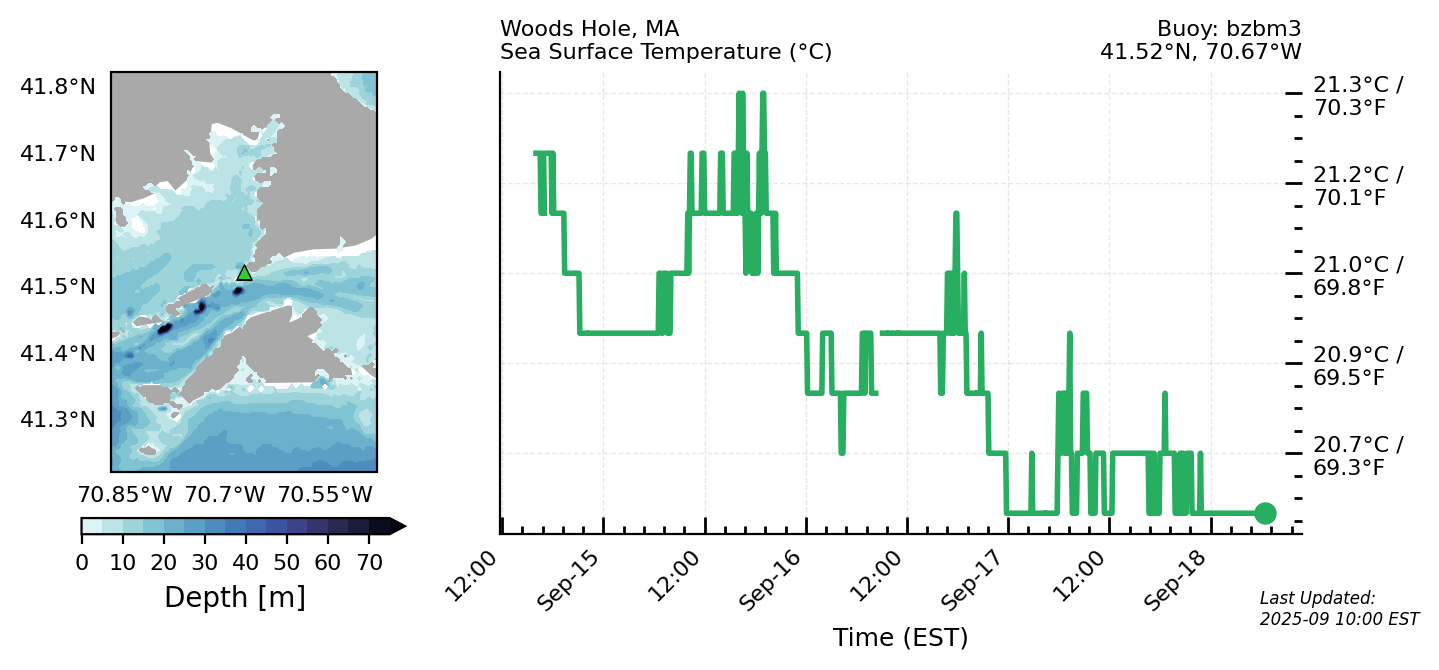 Woods Hole, MA
Sea Surface Temperature (°C)
Buoy: bzbm3
41.52°N, 70.67°W
41.8°N
41.7°N
41.6°N
41.5°N
41.4°N
41.3°N
70.85°W 70.7°W 70.55°W
0 10 20 30 40 50 60 70
Depth [m]
21.3°C /
70.3°F
21.2°C /
70.1°F
21.0°C /
69.8°F
20.9°C /
69.5°F
20.7°C /
69.3°F
12:00 Sep-15 12:00 Sep-16 12:00 Sep-17 12:00 Sep-18
Time (EST)
Last Updated:
2025-09 10:00 EST